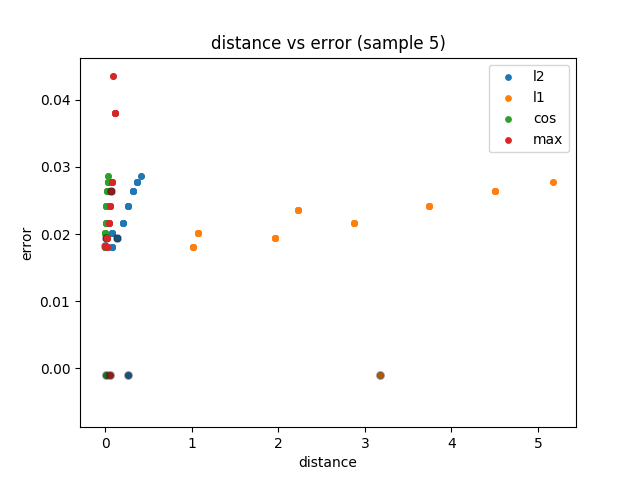 distance vs error (sample 5)
l2
l1
cos
max
error
0.04
0.03
0.02
0.01
0.00
0
1
2
3
4
5
distance